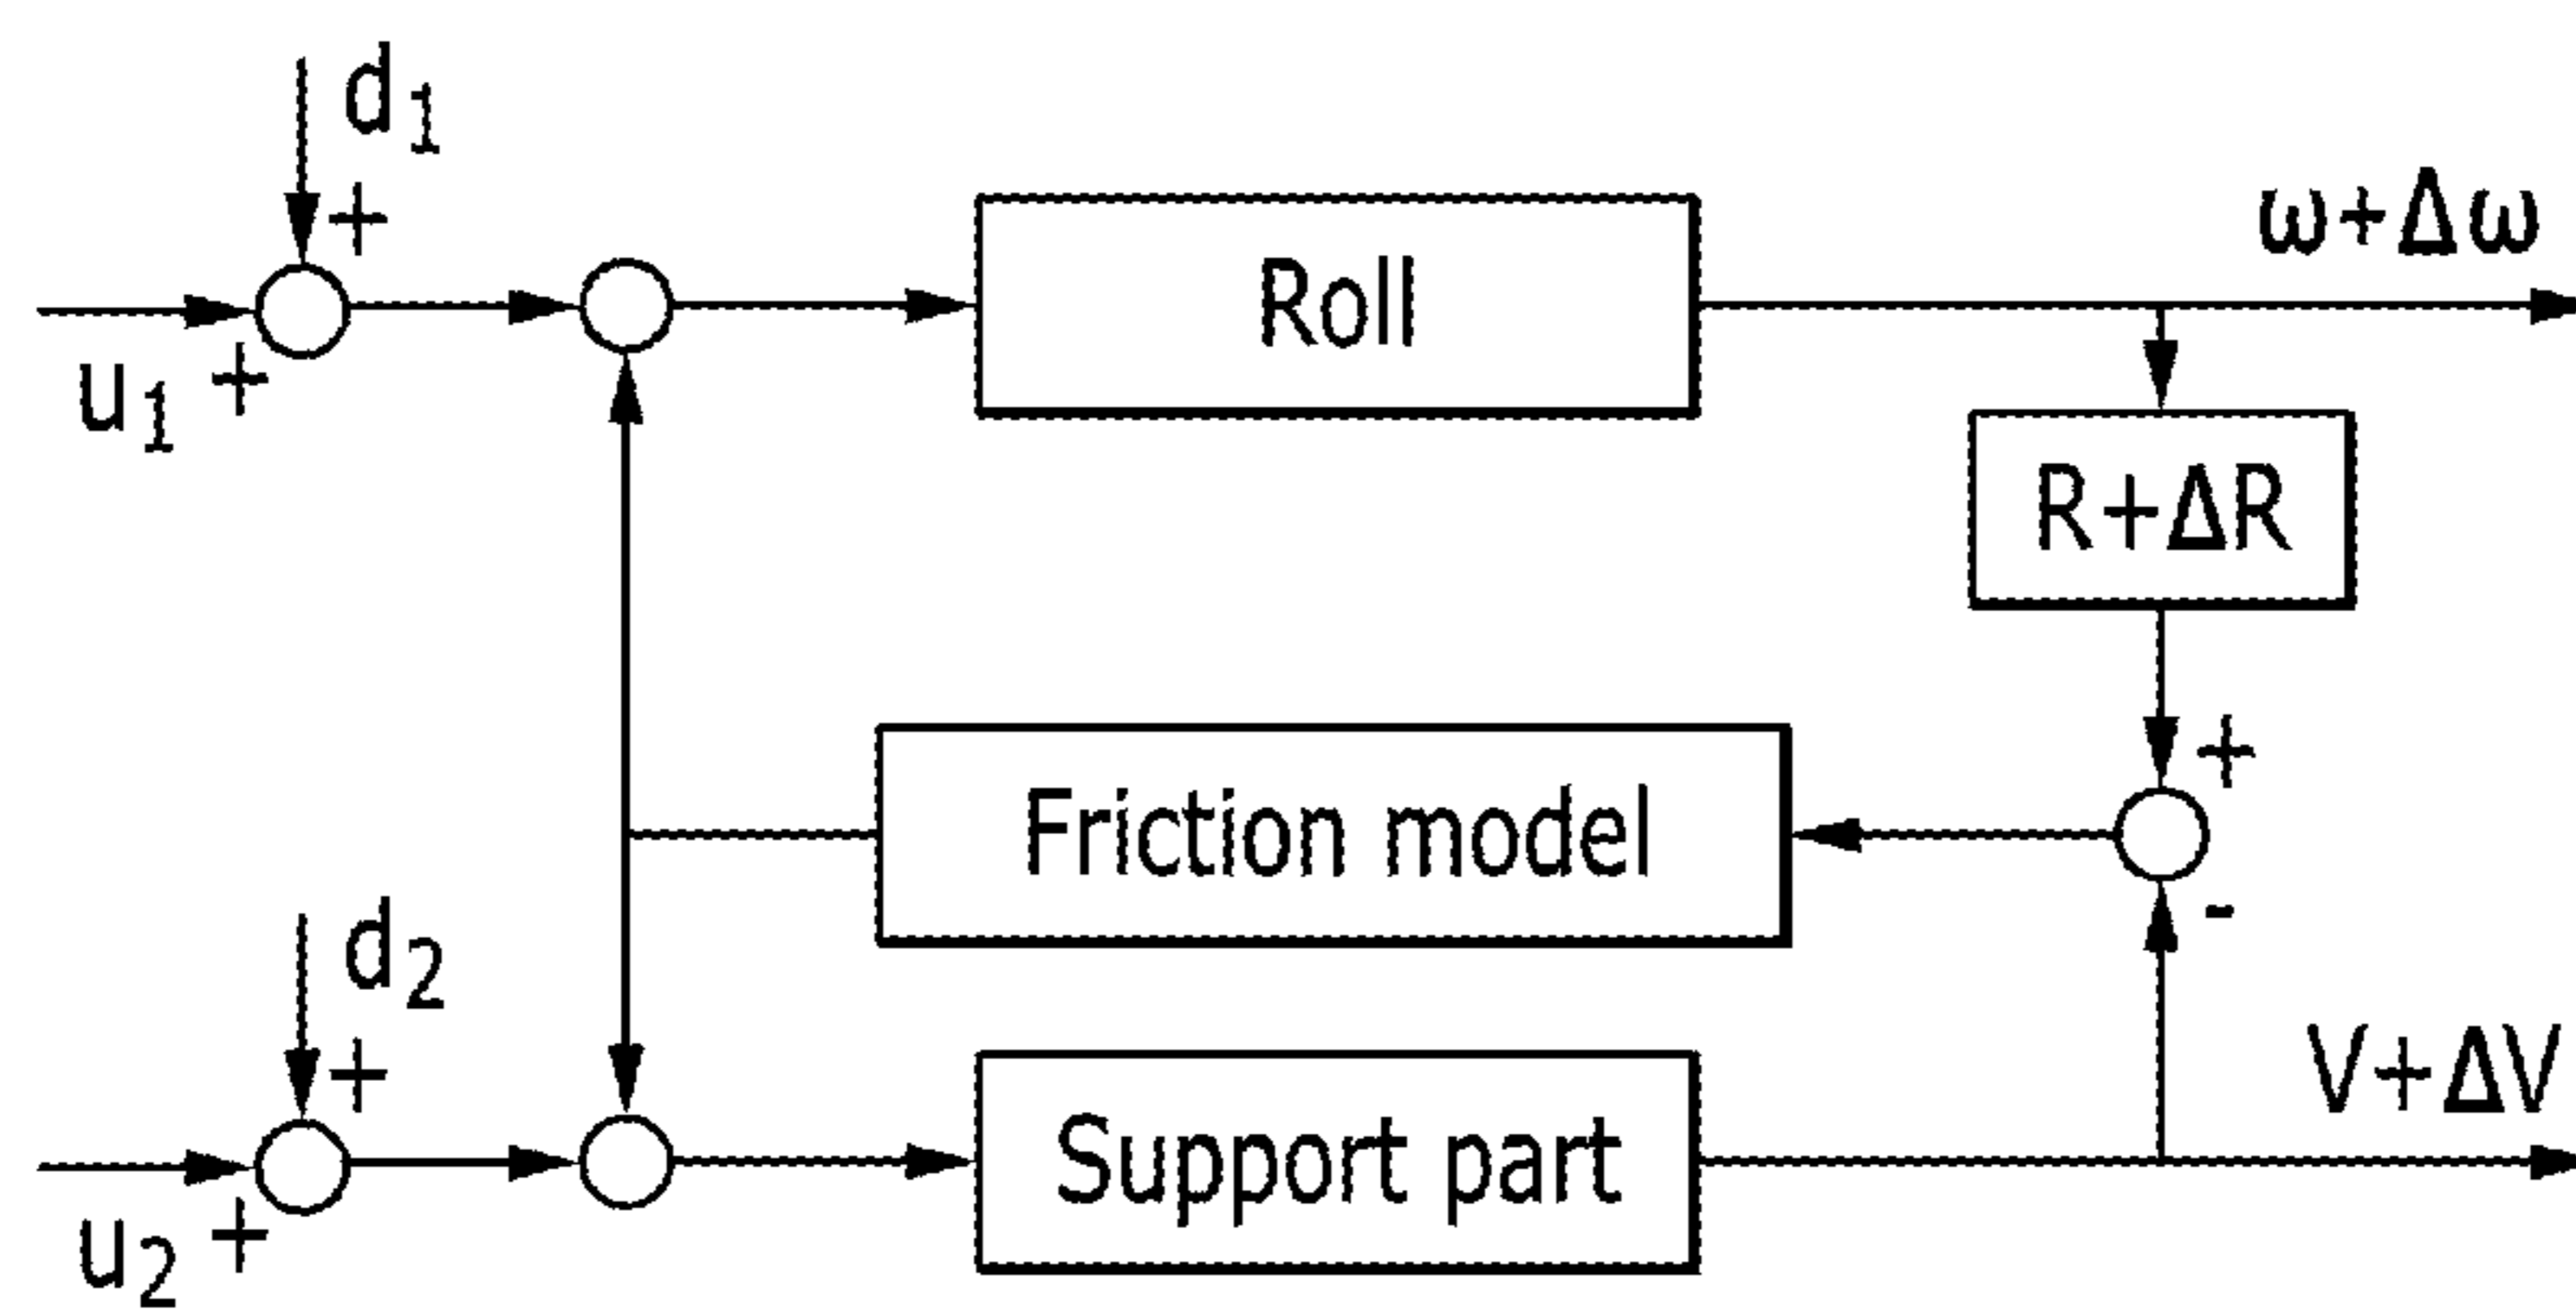 d₁
+
ω+Δω
Roll
u₁ +
R+ΔR
+
Friction model
d₂
-
+
V+ΔV
Support part
u₂ +